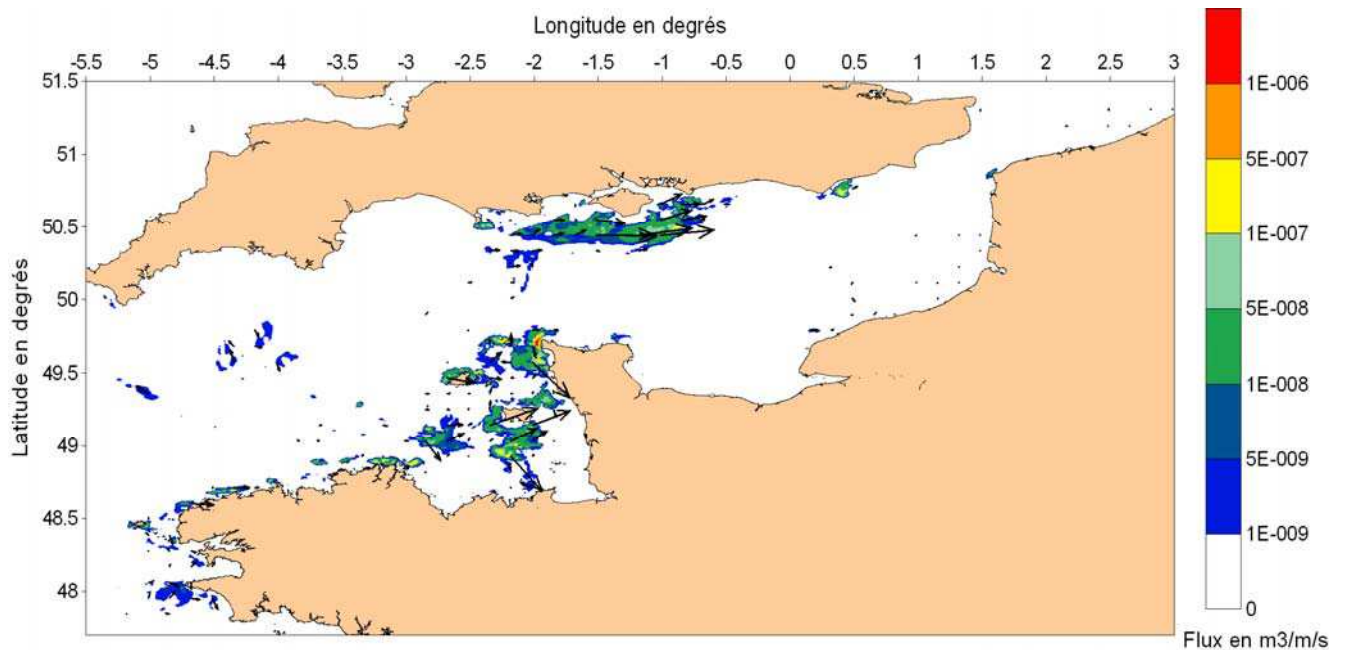 Longitude en degrés
-5.5 -5 -4.5 -4 -3.5 -3 -2.5 -2 -1.5 -1 -0.5 0 0.5 1 1.5 2 2.5 3
Latitude en degrés
51.5
51
50.5
50
49.5
49
48.5
48
1E-006
5E-007
1E-007
5E-008
1E-008
5E-009
1E-009
0
Flux en m3/m/s